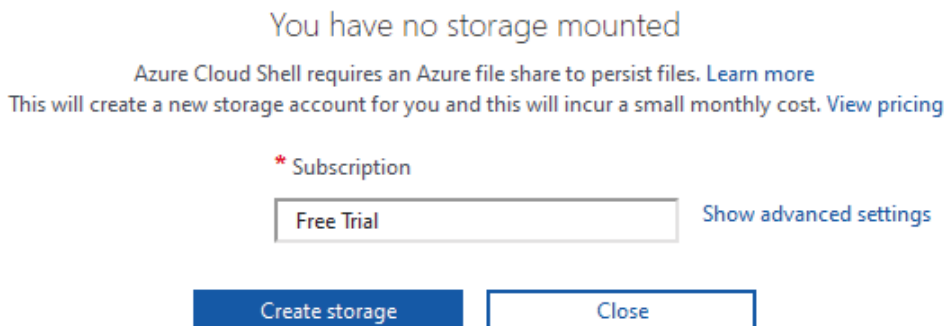 You have no storage mounted
Azure Cloud Shell requires an Azure file share to persist files. Learn more
This will create a new storage account for you and this will incur a small monthly cost. View pricing
* Subscription
Free Trial
Show advanced settings
Create storage
Close